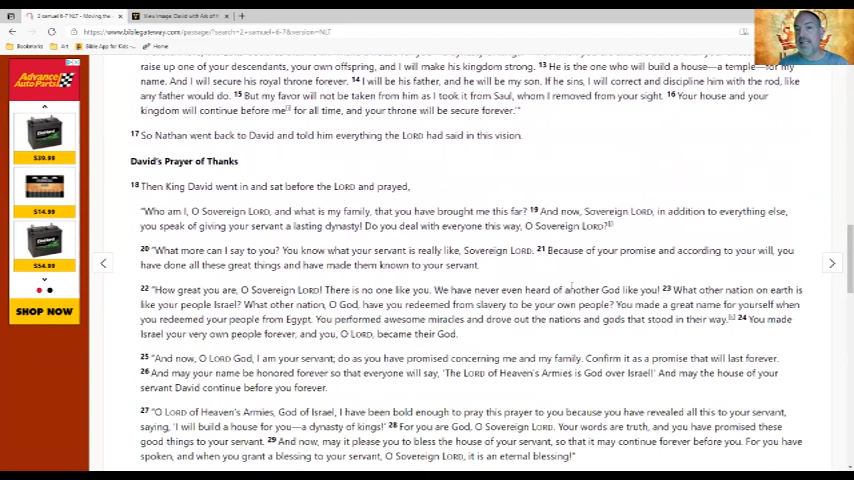 2 samuel 6-7 NLT - Moving the
View Image David with Ark of
https://www.biblegateway.com/passage/?search=2+samuel+6-7&version=NLT
Bookmarks
Art
Bible App for Kids -
Home
raise up one of your descendants, your own offspring, and I will make his kingdom strong. 13 He is the one who will build a house—a temple—for my
name. And I will secure his royal throne forever. 14 I will be his father, and he will be my son. If he sins, I will correct and discipline him with the rod, like
any father would do. 15 But my favor will not be taken from him as I took it from Saul, whom I removed from your sight. 16 Your house and your
kingdom will continue before me for all time, and your throne will be secure forever.'"
17 So Nathan went back to David and told him everything the LORD had said in this vision.
David's Prayer of Thanks
18 Then King David went in and sat before the LORD and prayed,
"Who am I, O Sovereign LORD, and what is my family, that you have brought me this far? 19 And now, Sovereign LORD, in addition to everything else,
you speak of giving your servant a lasting dynasty! Do you deal with everyone this way, O Sovereign LORD?
20 "What more can I say to you? You know what your servant is really like, Sovereign LORD. 21 Because of your promise and according to your will, you
have done all these great things and have made them known to your servant.
22 "How great you are, O Sovereign LORD! There is no one like you. We have never even heard of another God like you! 23 What other nation on earth is
like your people Israel? What other nation, O God, have you redeemed from slavery to be your own people? You made a great name for yourself when
you redeemed your people from Egypt. You performed awesome miracles and drove out the nations and gods that stood in their way. 24 You made
Israel your very own people forever, and you, O LORD, became their God.
25 "And now, O LORD God, I am your servant; do as you have promised concerning me and my family. Confirm it as a promise that will last forever.
26 And may your name be honored forever so that everyone will say, 'The LORD of Heaven's Armies is God over Israel!' And may the house of your
servant David continue before you forever.
27 "O LORD of Heaven's Armies, God of Israel, I have been bold enough to pray this prayer to you because you have revealed all this to your servant,
saying, 'I will build a house for you—a dynasty of kings!' 28 For you are God, O Sovereign LORD. Your words are truth, and you have promised these
good things to your servant. 29 And now, may it please you to bless the house of your servant, so that it may continue forever before you. For you have
spoken, and when you grant a blessing to your servant, O Sovereign LORD, it is an eternal blessing!"
Advance
Auto Parts
$39.99
$14.99
$54.99
SHOP NOW